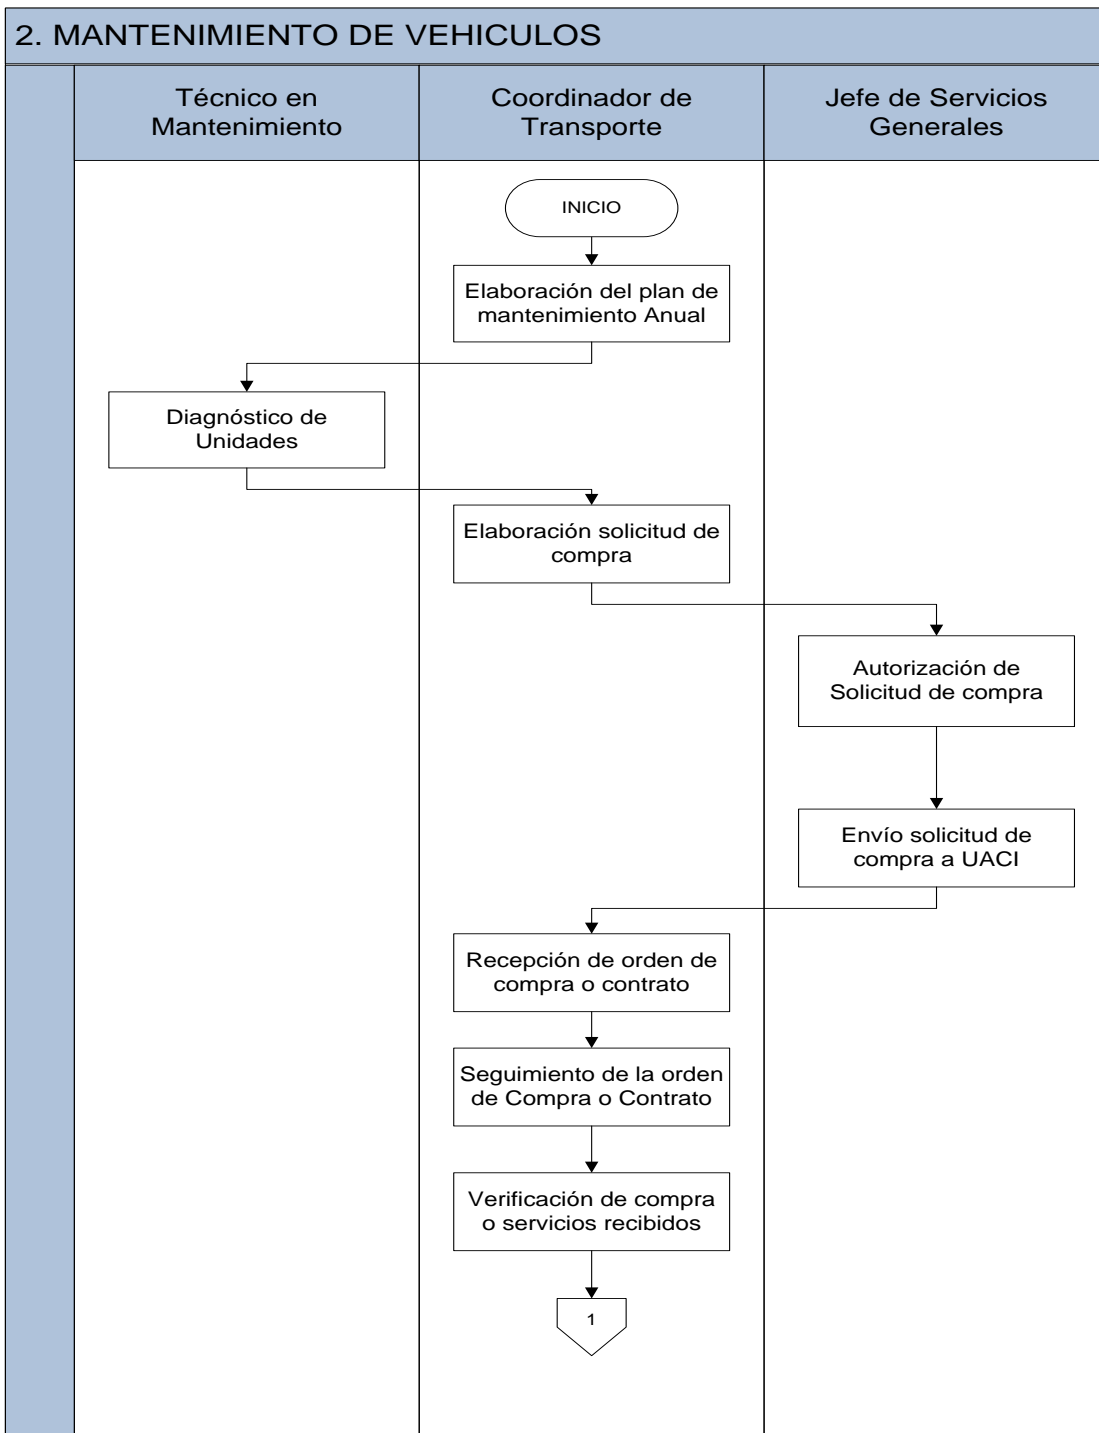 2. MANTENIMIENTO DE VEHICULOS
Técnico en
Mantenimiento
Coordinador de
Transporte
Jefe de Servicios
Generales
INICIO
Elaboración del plan de
mantenimiento Anual
Diagnóstico de
Unidades
Elaboración solicitud de
compra
Autorización de
Solicitud de compra
Envío solicitud de
compra a UACI
Recepción de orden de
compra o contrato
Seguimiento de la orden
de Compra o Contrato
Verificación de compra
o servicios recibidos
1